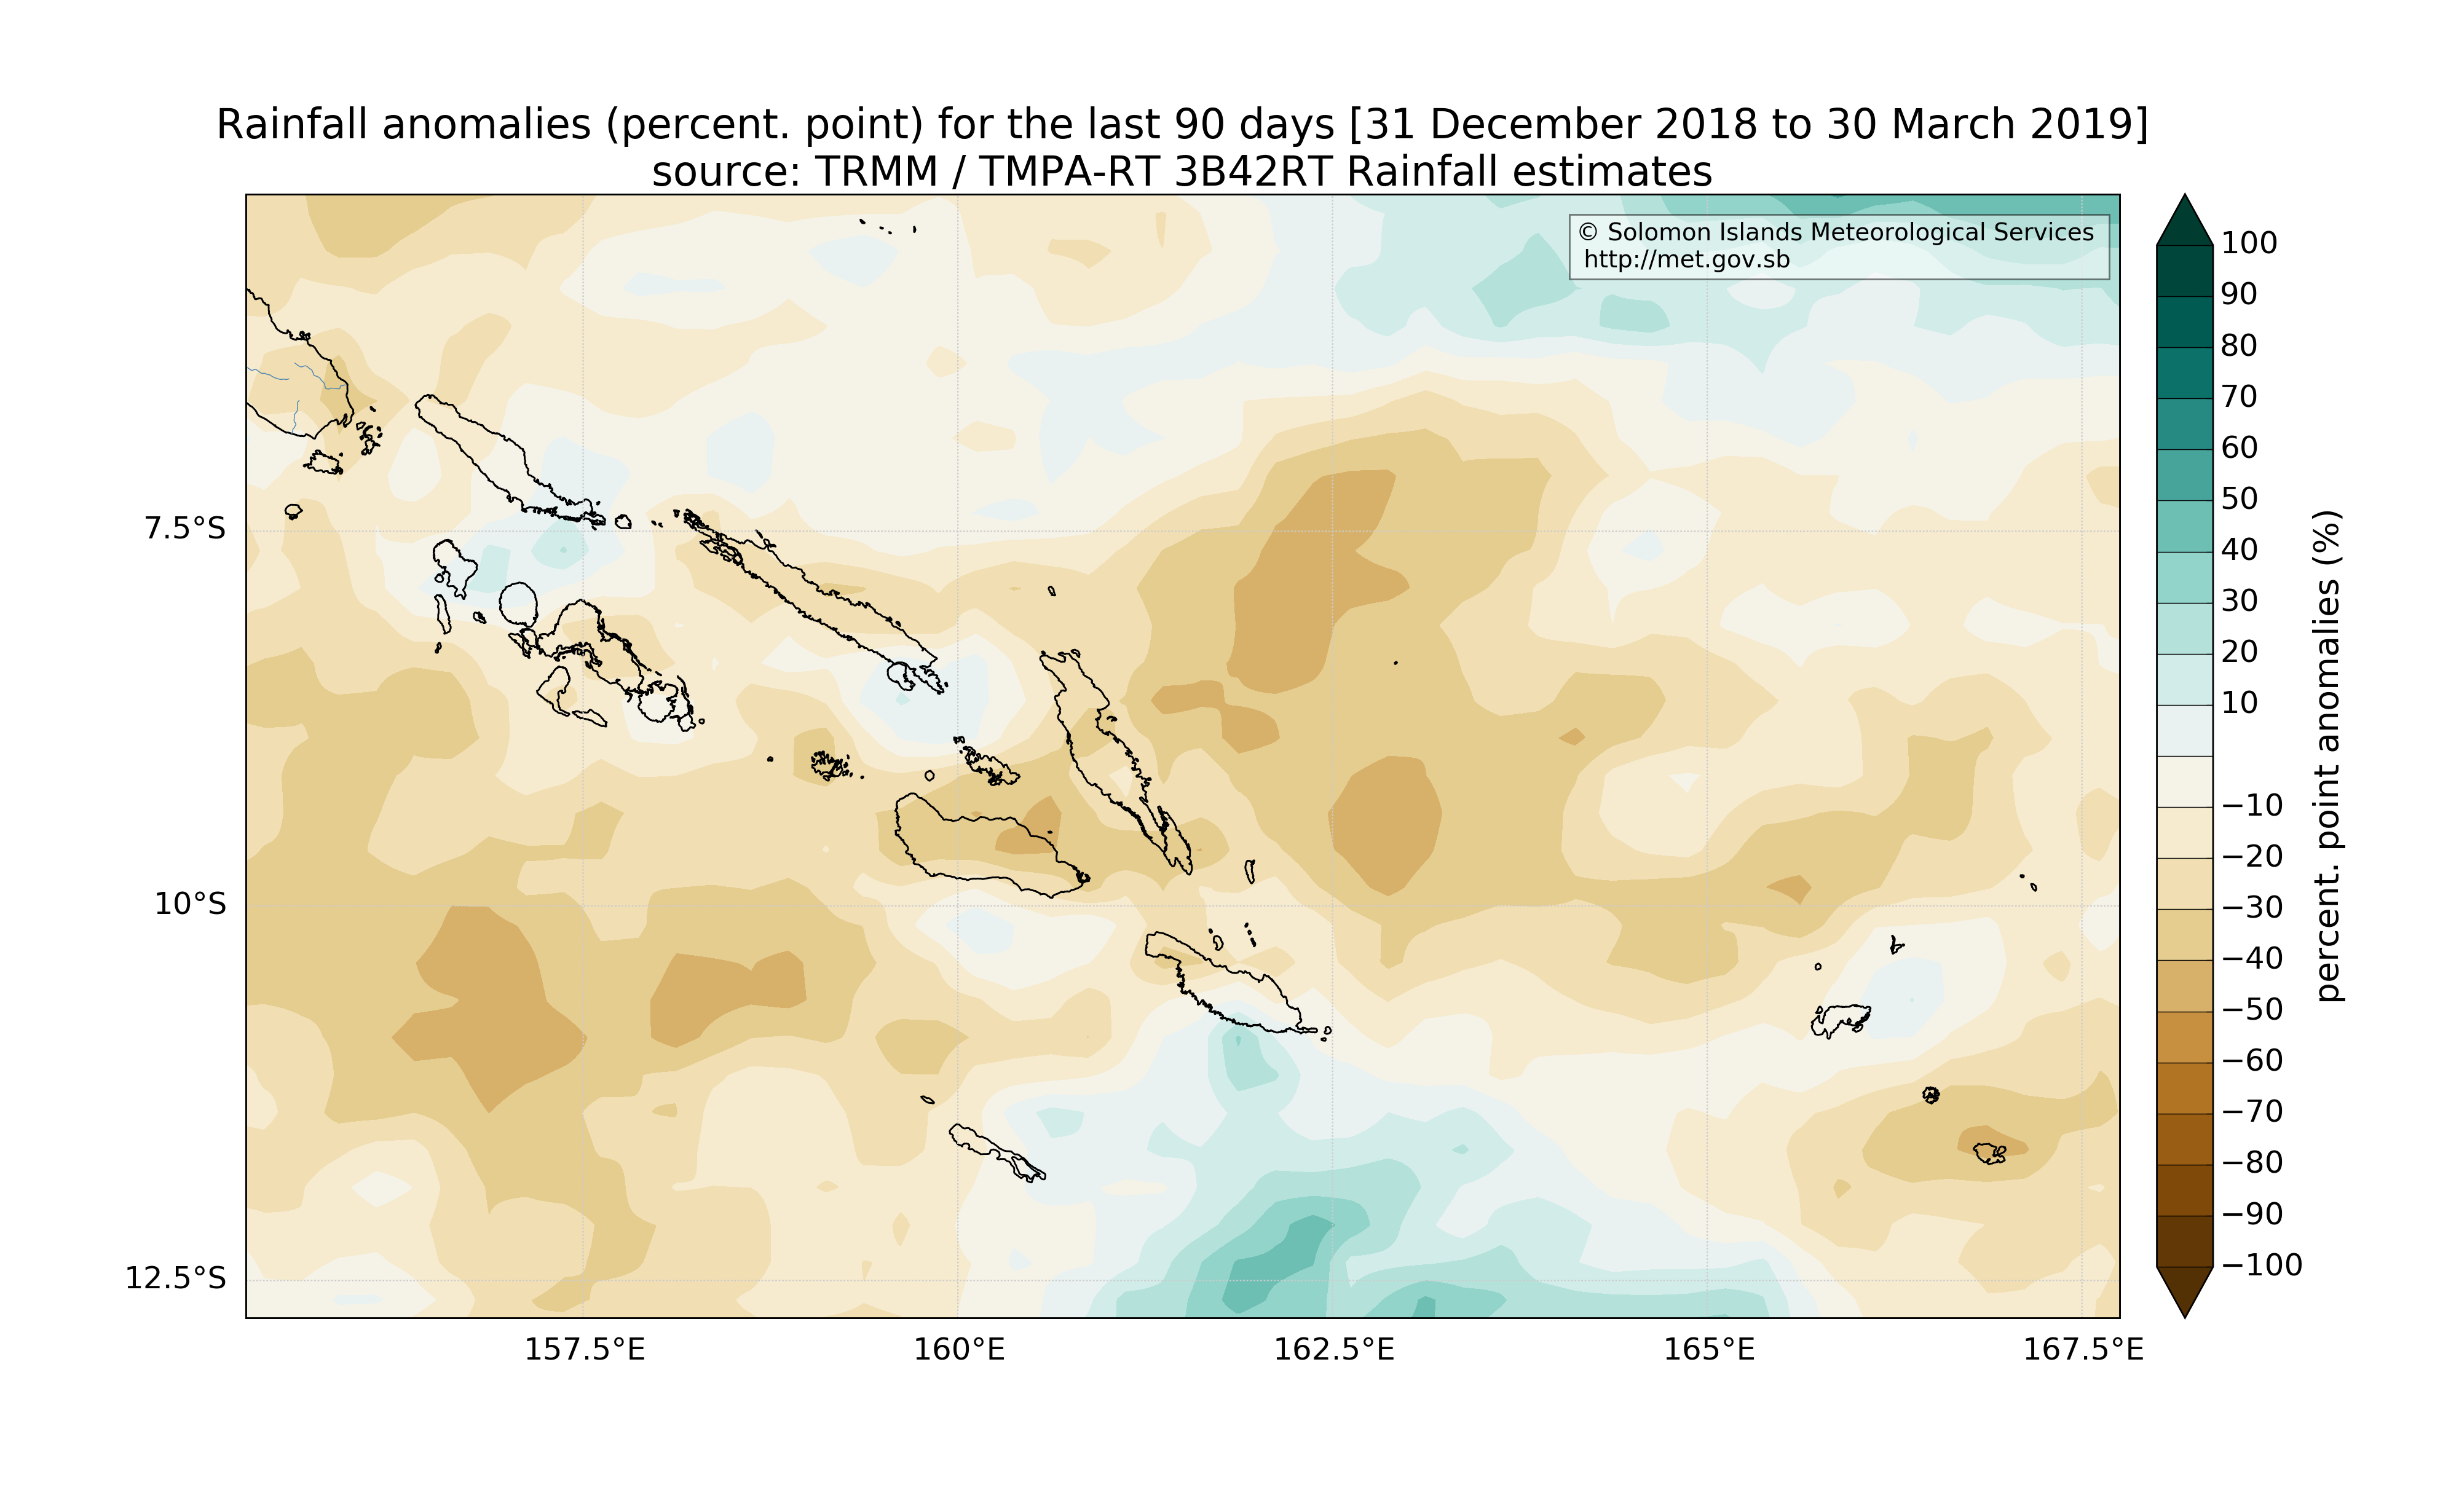 Rainfall anomalies (percent. point) for the last 90 days [31 December 2018 to 30 March 2019]
source: TRMM / TMPA-RT 3B42RT Rainfall estimates
© Solomon Islands Meteorological Services
http://met.gov.sb
7.5°S
10°S
12.5°S
157.5°E
160°E
162.5°E
165°E
167.5°E
100
90
80
70
60
50
40
30
20
10
−10
−20
−30
−40
−50
−60
−70
−80
−90
−100
percent. point anomalies (%)